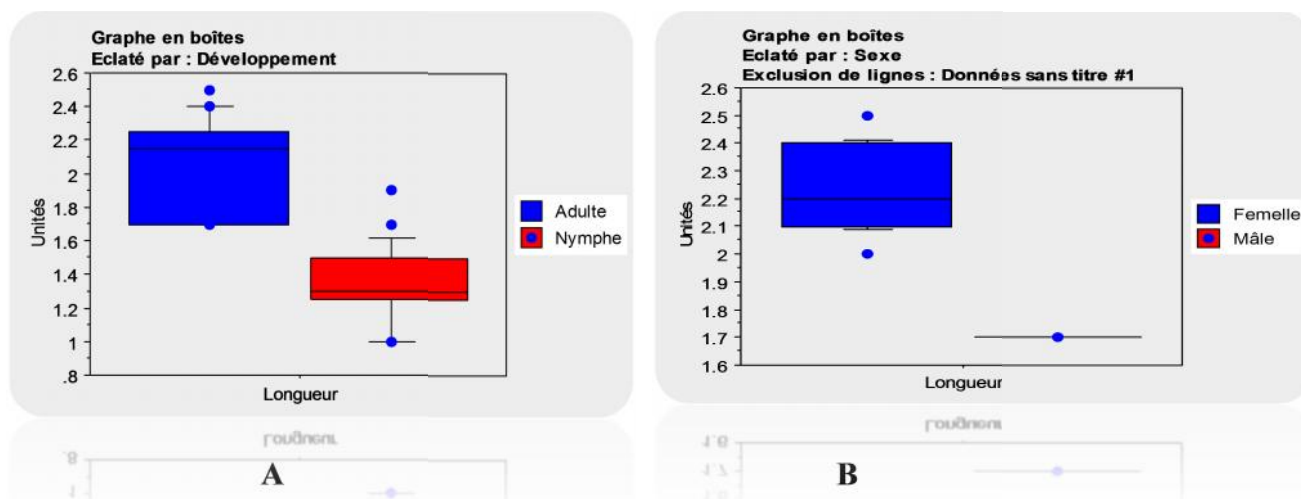 Graphe en boîtes
Eclaté par : Développement
2.6
2.4
2.2
2
1.8
1.6
1.4
1.2
1
.8
Unités
Longueur
Adulte
Nymphe
A
Graphe en boîtes
Eclaté par : Sexe
Exclusion de lignes : Données sans titre #1
2.6
2.5
2.4
2.3
2.2
2.1
2
1.9
1.8
1.7
1.6
Unités
Longueur
Femelle
Mâle
B